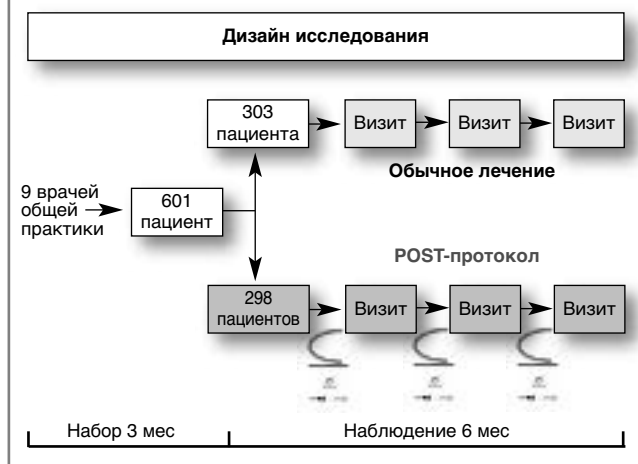 Дизайн исследования
303
пациента
Визит
Визит
Визит
Обычное лечение
9 врачей
общей
практики
601
пациент
POST-протокол
298
пациентов
Визит
Визит
Визит
Набор 3 мес
Наблюдение 6 мес